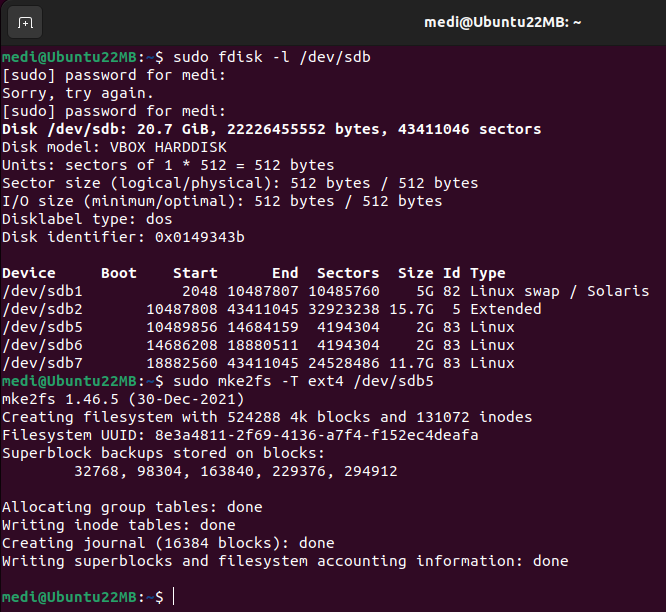 medi@Ubuntu22MB: ~
medi@Ubuntu22MB:~$ sudo fdisk -l /dev/sdb
[sudo] password for medi:
Sorry, try again.
[sudo] password for medi:
Disk /dev/sdb: 20.7 GiB, 22226455552 bytes, 43411046 sectors
Disk model: VBOX HARDDISK
Units: sectors of 1 * 512 = 512 bytes
Sector size (logical/physical): 512 bytes / 512 bytes
I/O size (minimum/optimal): 512 bytes / 512 bytes
Disklabel type: dos
Disk identifier: 0x0149343b

Device     Boot    Start      End  Sectors  Size Id Type
/dev/sdb1           2048 10487807 10485760    5G 82 Linux swap / Solaris
/dev/sdb2       10487808 43411045 32923238 15.7G  5 Extended
/dev/sdb5       10489856 14684159  4194304    2G 83 Linux
/dev/sdb6       14686208 18880511  4194304    2G 83 Linux
/dev/sdb7       18882560 43411045 24528486 11.7G 83 Linux
medi@Ubuntu22MB:~$ sudo mke2fs -T ext4 /dev/sdb5
mke2fs 1.46.5 (30-Dec-2021)
Creating filesystem with 524288 4k blocks and 131072 inodes
Filesystem UUID: 8e3a4811-2f69-4136-a7f4-f152ec4deafa
Superblock backups stored on blocks:
        32768, 98304, 163840, 229376, 294912

Allocating group tables: done
Writing inode tables: done
Creating journal (16384 blocks): done
Writing superblocks and filesystem accounting information: done

medi@Ubuntu22MB:~$